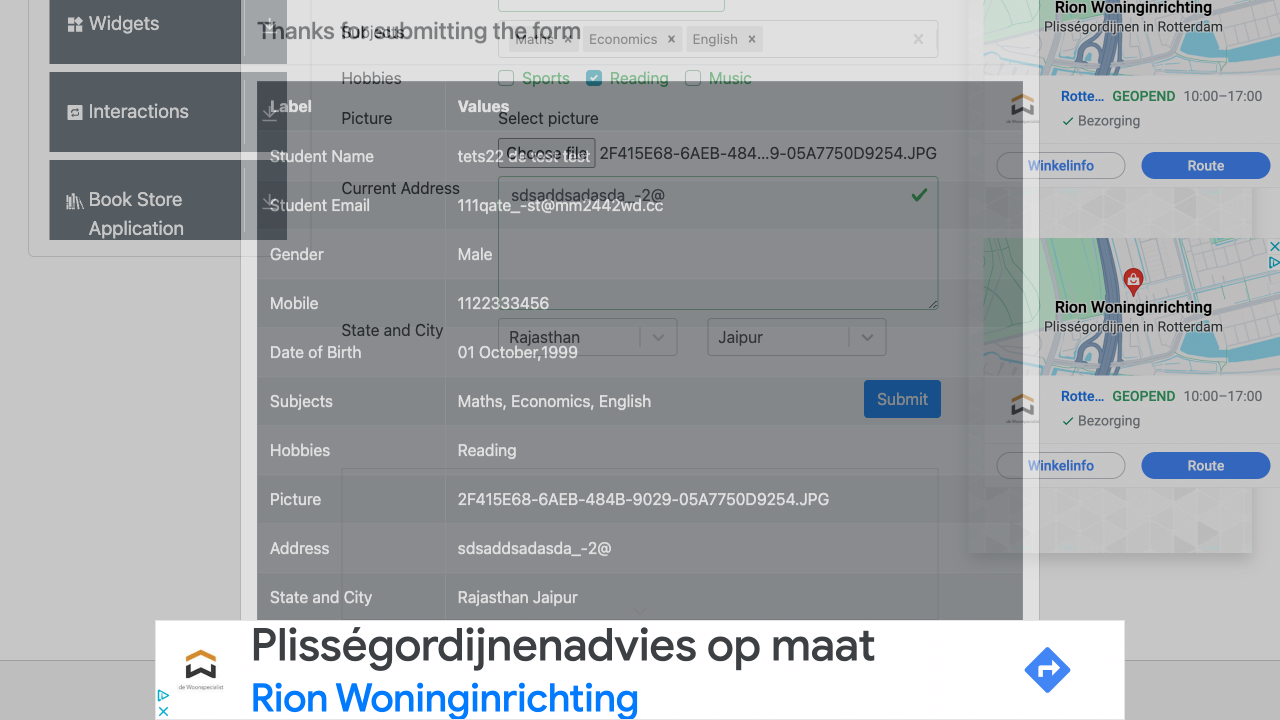 Widgets
Interactions
Book Store
Application
Thanks for submitting the form
Subjects
Maths × Economics × English ×
Hobbies
Sports Reading Music
Picture
Select picture
Choose file 2F415E68-6AEB-484...9-05A7750D9254.JPG
Current Address
sdsaddsadasda_-2@
State and City
Rajasthan
Jaipur
Submit
Label Values
Student Name tets22 de tost test
Student Email 111qate_-st@mm2442wd.cc
Gender Male
Mobile 1122333456
Date of Birth 01 October,1999
Subjects Maths, Economics, English
Hobbies Reading
Picture 2F415E68-6AEB-484B-9029-05A7750D9254.JPG
Address sdsaddsadasda_-2@
State and City Rajasthan Jaipur
Rion Woninginrichting
Plisségordijnen in Rotterdam
Rotte... GEOPEND 10:00–17:00
Bezorging
Winkelinfo Route
Rion Woninginrichting
Plisségordijnen in Rotterdam
Rotte... GEOPEND 10:00–17:00
Bezorging
Winkelinfo Route
de Woonspecialist
Plisségordijnenadvies op maat
Rion Woninginrichting